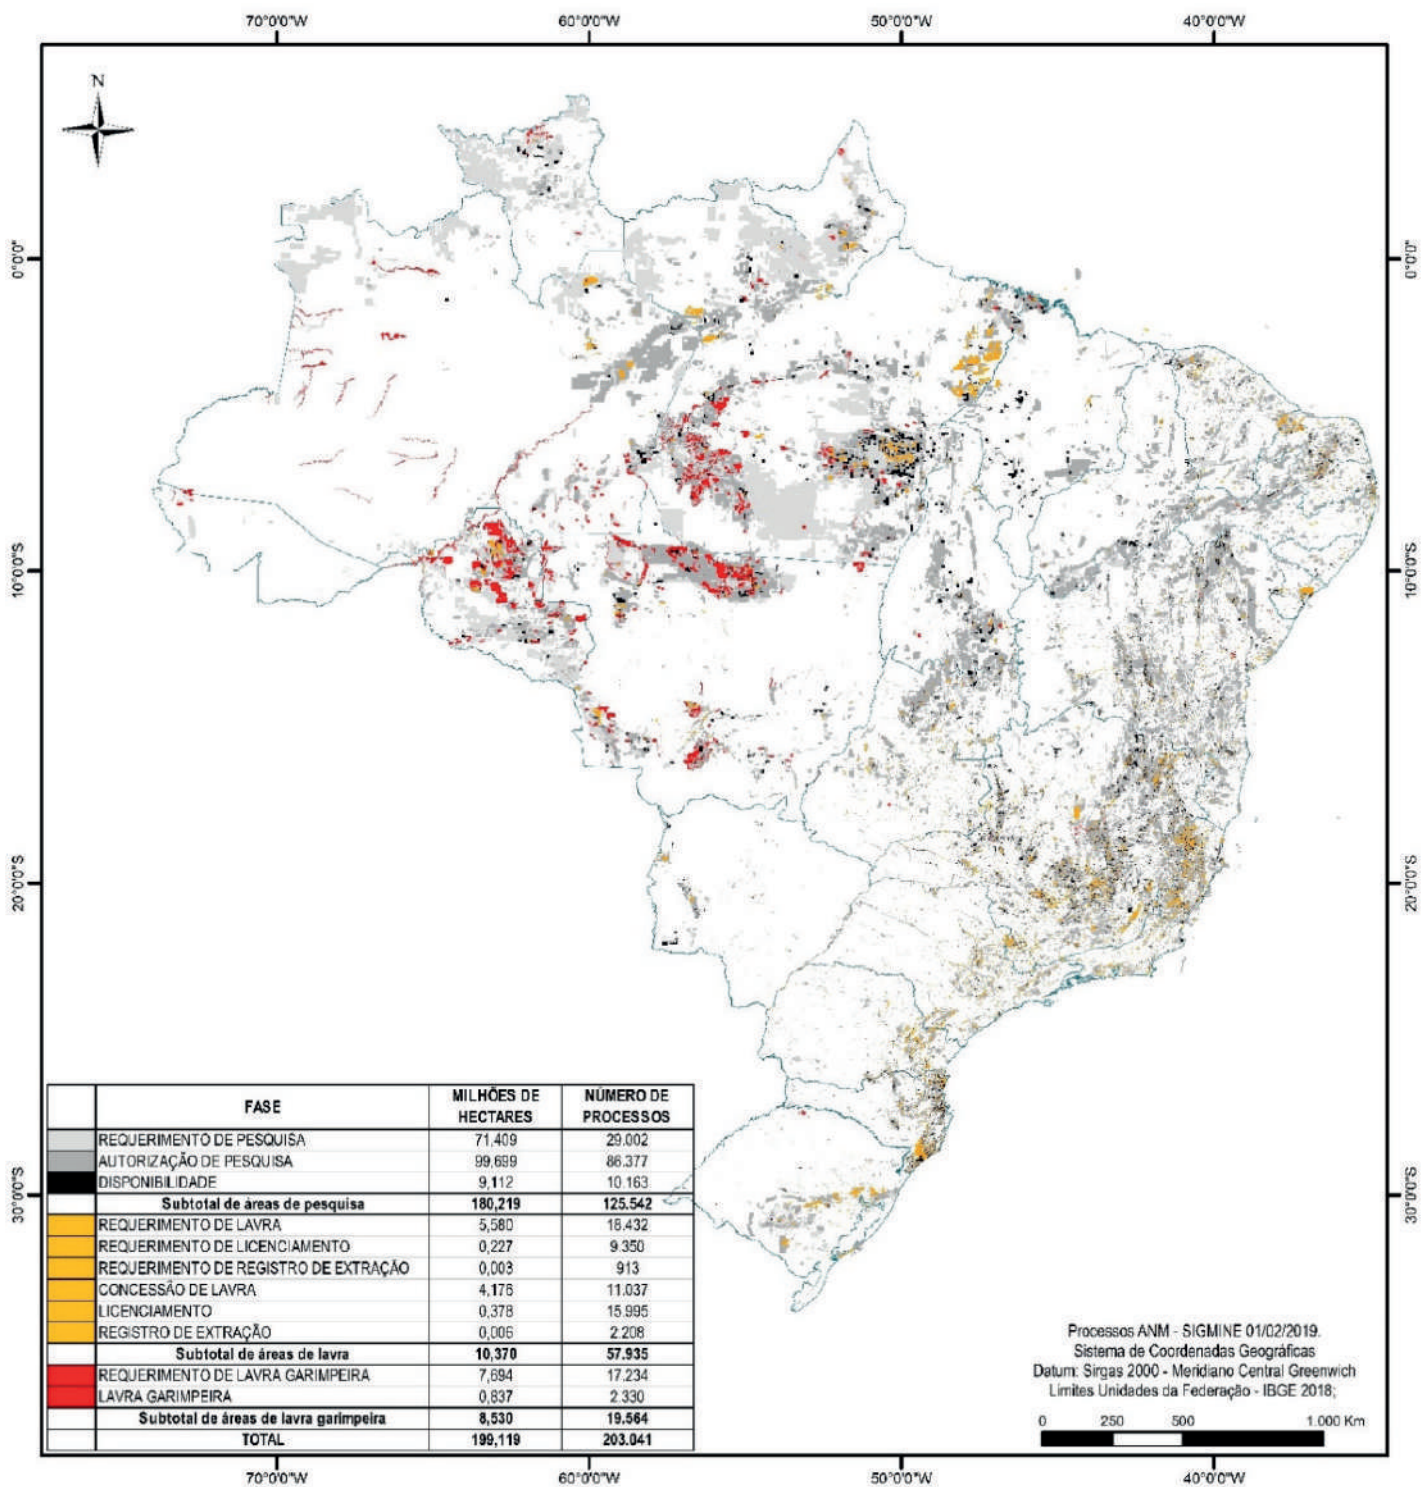 70°0'0"W 60°0'0"W 50°0'0"W 40°0'0"W
N
0°0'0" 0°0'0"
10°0'0"S 10°0'0"S
20°0'0"S 20°0'0"S
30°0'0"S 30°0'0"S
FASE MILHÕES DE HECTARES NÚMERO DE PROCESSOS
REQUERIMENTO DE PESQUISA 71,409 29.002
AUTORIZAÇÃO DE PESQUISA 99,699 86.377
DISPONIBILIDADE 9,112 10.163
Subtotal de áreas de pesquisa 180,219 125.542
REQUERIMENTO DE LAVRA 5,580 18.432
REQUERIMENTO DE LICENCIAMENTO 0,227 9.350
REQUERIMENTO DE REGISTRO DE EXTRAÇÃO 0,003 913
CONCESSÃO DE LAVRA 4,176 11.037
LICENCIAMENTO 0,378 15.995
REGISTRO DE EXTRAÇÃO 0,006 2.208
Subtotal de áreas de lavra 10,370 57.935
REQUERIMENTO DE LAVRA GARIMPEIRA 7,694 17.234
LAVRA GARIMPEIRA 0,837 2.330
Subtotal de áreas de lavra garimpeira 8,530 19.564
TOTAL 199,119 203.041
Processos ANM - SIGMINE 01/02/2019.
Sistema de Coordenadas Geográficas
Datum: Sirgas 2000 - Meridiano Central Greenwich
Limites Unidades da Federação - IBGE 2018;
0 250 500 1.000 Km
70°0'0"W 60°0'0"W 50°0'0"W 40°0'0"W